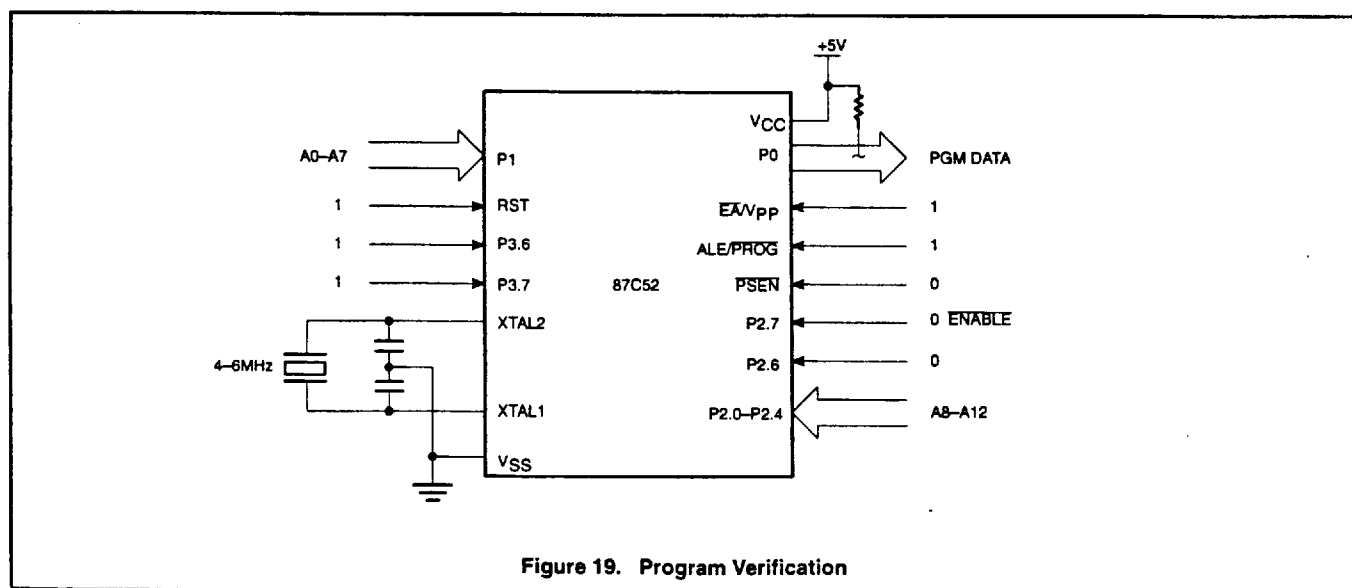 +5V
VCC
A0–A7
P1
P0
PGM DATA
1
RST
EA/VPP
1
1
P3.6
ALE/PROG
1
1
P3.7
87C52
PSEN
0
XTAL2
P2.7
0 ENABLE
4–6MHz
P2.6
0
XTAL1
P2.0–P2.4
A8–A12
VSS
Figure 19. Program Verification